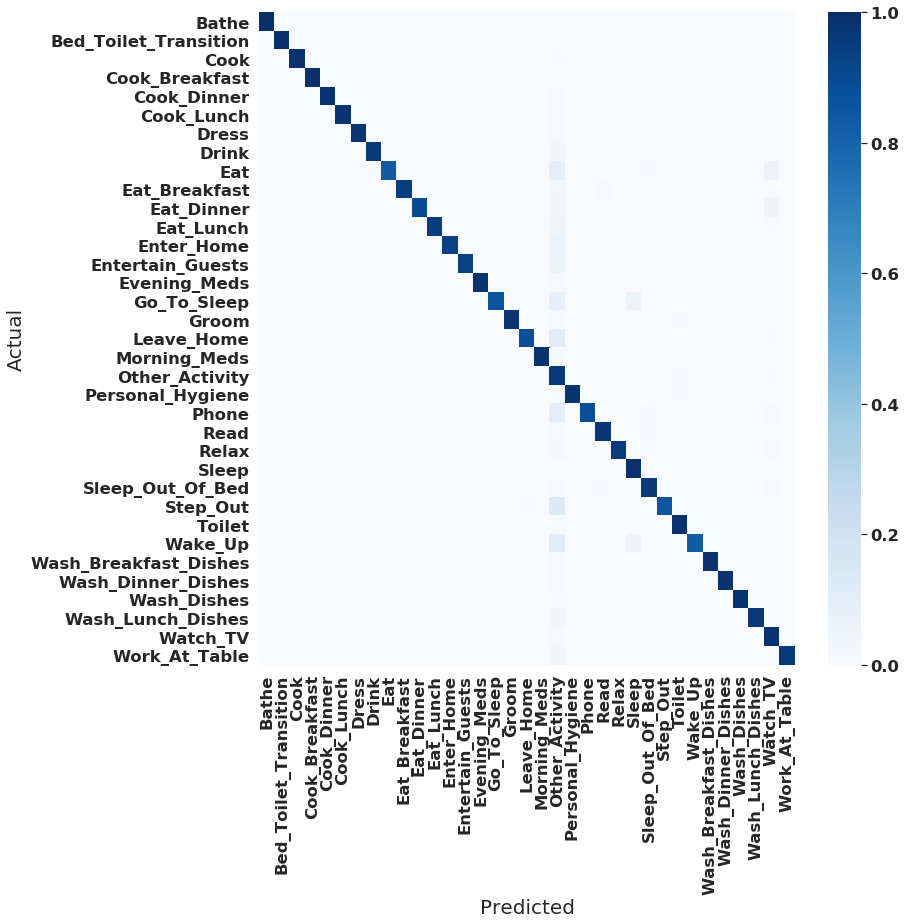 Bathe
Bed_Toilet_Transition
Cook
Cook_Breakfast
Cook_Dinner
Cook_Lunch
Dress
Drink
Eat
Eat_Breakfast
Eat_Dinner
Eat_Lunch
Enter_Home
Entertain_Guests
Evening_Meds
Go_To_Sleep
Groom
Leave_Home
Morning_Meds
Other_Activity
Personal_Hygiene
Phone
Read
Relax
Sleep
Sleep_Out_Of_Bed
Step_Out
Toilet
Wake_Up
Wash_Breakfast_Dishes
Wash_Dinner_Dishes
Wash_Dishes
Wash_Lunch_Dishes
Watch_TV
Work_At_Table
Actual
Bathe
Bed_Toilet_Transition
Cook
Cook_Breakfast
Cook_Dinner
Cook_Lunch
Dress
Drink
Eat
Eat_Breakfast
Eat_Dinner
Eat_Lunch
Enter_Home
Entertain_Guests
Evening_Meds
Go_To_Sleep
Groom
Leave_Home
Morning_Meds
Other_Activity
Personal_Hygiene
Phone
Read
Relax
Sleep
Sleep_Out_Of_Bed
Step_Out
Toilet
Wake_Up
Wash_Breakfast_Dishes
Wash_Dinner_Dishes
Wash_Dishes
Wash_Lunch_Dishes
Watch_TV
Work_At_Table
Predicted
1.0
0.8
0.6
0.4
0.2
0.0